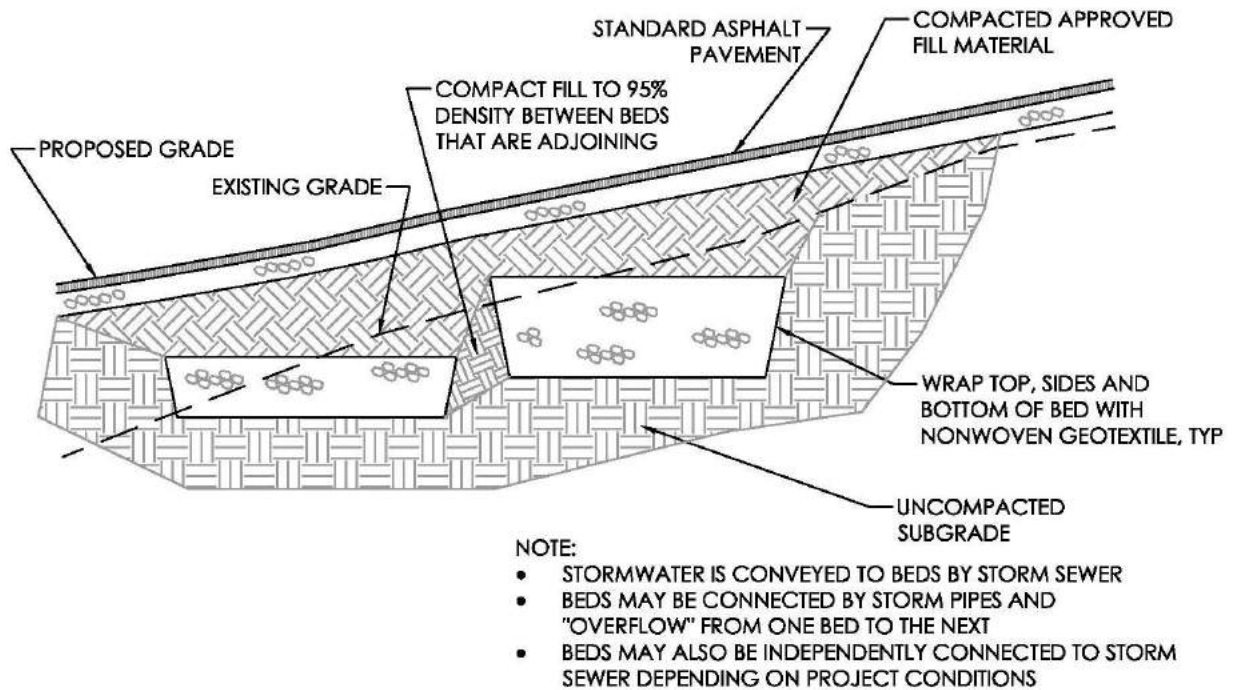 STANDARD ASPHALT
PAVEMENT
COMPACTED APPROVED
FILL MATERIAL
COMPACT FILL TO 95%
DENSITY BETWEEN BEDS
THAT ARE ADJOINING
PROPOSED GRADE
EXISTING GRADE
WRAP TOP, SIDES AND
BOTTOM OF BED WITH
NONWOVEN GEOTEXTILE, TYP
UNCOMPACTED
SUBGRADE
NOTE:
• STORMWATER IS CONVEYED TO BEDS BY STORM SEWER
• BEDS MAY BE CONNECTED BY STORM PIPES AND
"OVERFLOW" FROM ONE BED TO THE NEXT
• BEDS MAY ALSO BE INDEPENDENTLY CONNECTED TO STORM
SEWER DEPENDING ON PROJECT CONDITIONS